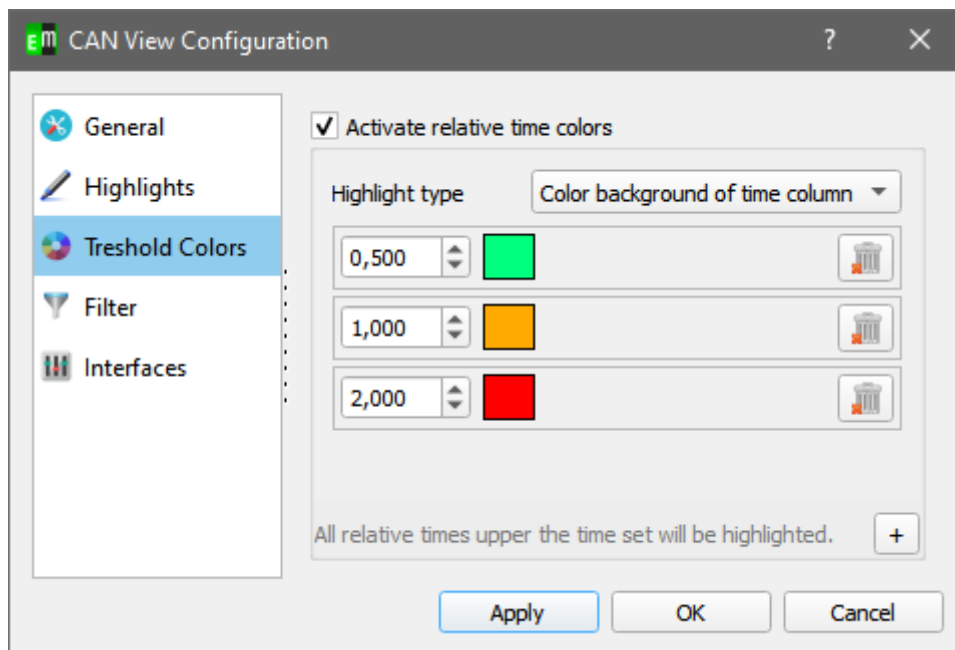 EM CAN View Configuration ?
General
Highlights
Treshold Colors
Filter
Interfaces
Activate relative time colors
Highlight type Color background of time column
0,500
1,000
2,000
All relative times upper the time set will be highlighted. +
Apply OK Cancel